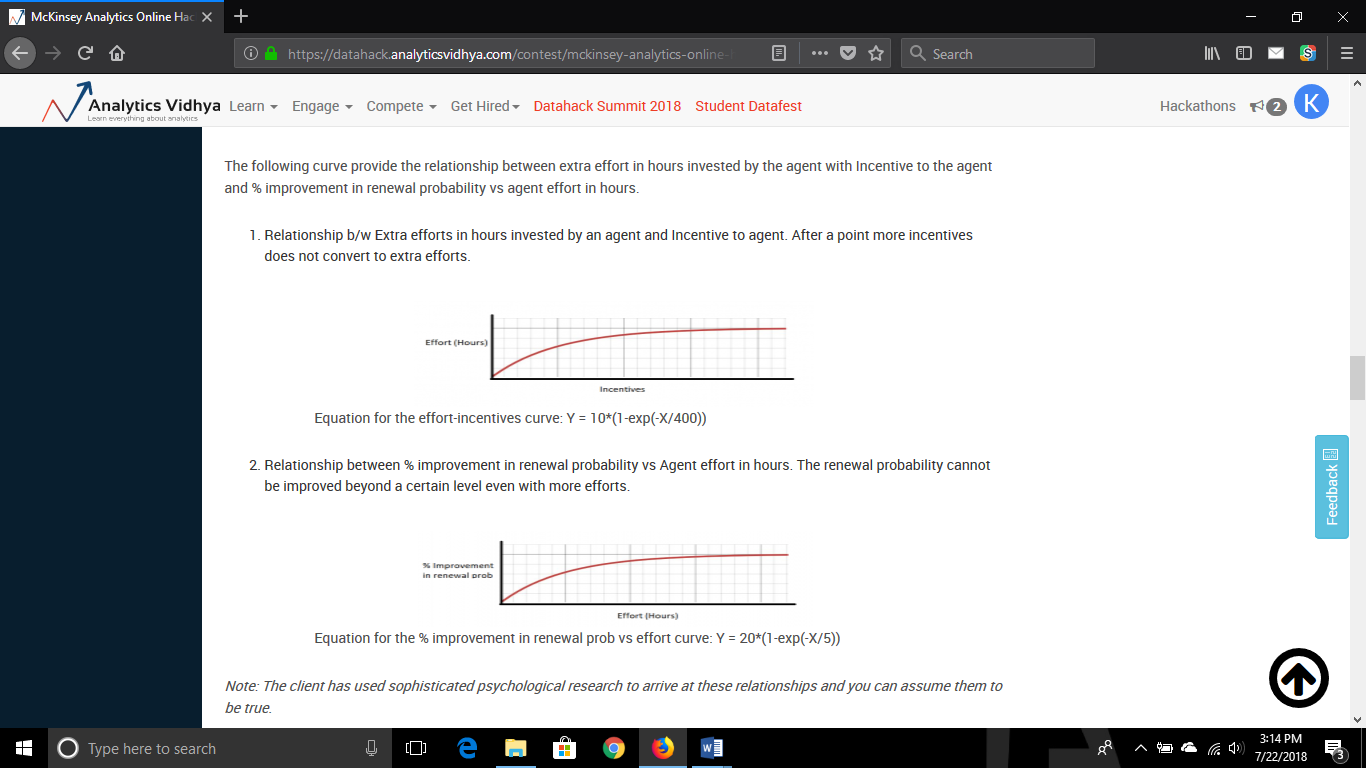 McKinsey Analytics Online Hac
https://datahack.analyticsvidhya.com/contest/mckinsey-analytics-online-
Search
Analytics Vidhya
Learn everything about analytics
Learn
Engage
Compete
Get Hired
Datahack Summit 2018
Student Datafest
Hackathons
2
K
The following curve provide the relationship between extra effort in hours invested by the agent with Incentive to the agent
and % improvement in renewal probability vs agent effort in hours.
1. Relationship b/w Extra efforts in hours invested by an agent and Incentive to agent. After a point more incentives
does not convert to extra efforts.
Effort (Hours)
Incentives
Equation for the effort-incentives curve: Y = 10*(1-exp(-X/400))
2. Relationship between % improvement in renewal probability vs Agent effort in hours. The renewal probability cannot
be improved beyond a certain level even with more efforts.
% Improvement
in renewal prob
Effort (Hours)
Equation for the % improvement in renewal prob vs effort curve: Y = 20*(1-exp(-X/5))
Note: The client has used sophisticated psychological research to arrive at these relationships and you can assume them to
be true.
Feedback
Type here to search
3:14 PM
7/22/2018
3